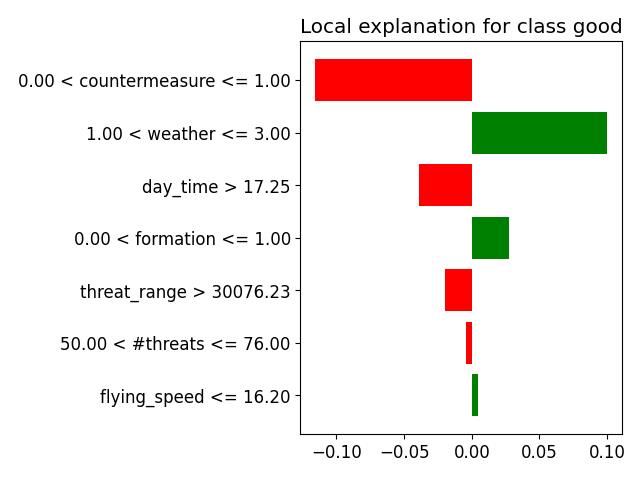 Local explanation for class good
0.00 < countermeasure <= 1.00
1.00 < weather <= 3.00
day_time > 17.25
0.00 < formation <= 1.00
threat_range > 30076.23
50.00 < #threats <= 76.00
flying_speed <= 16.20
−0.10 −0.05 0.00 0.05 0.10